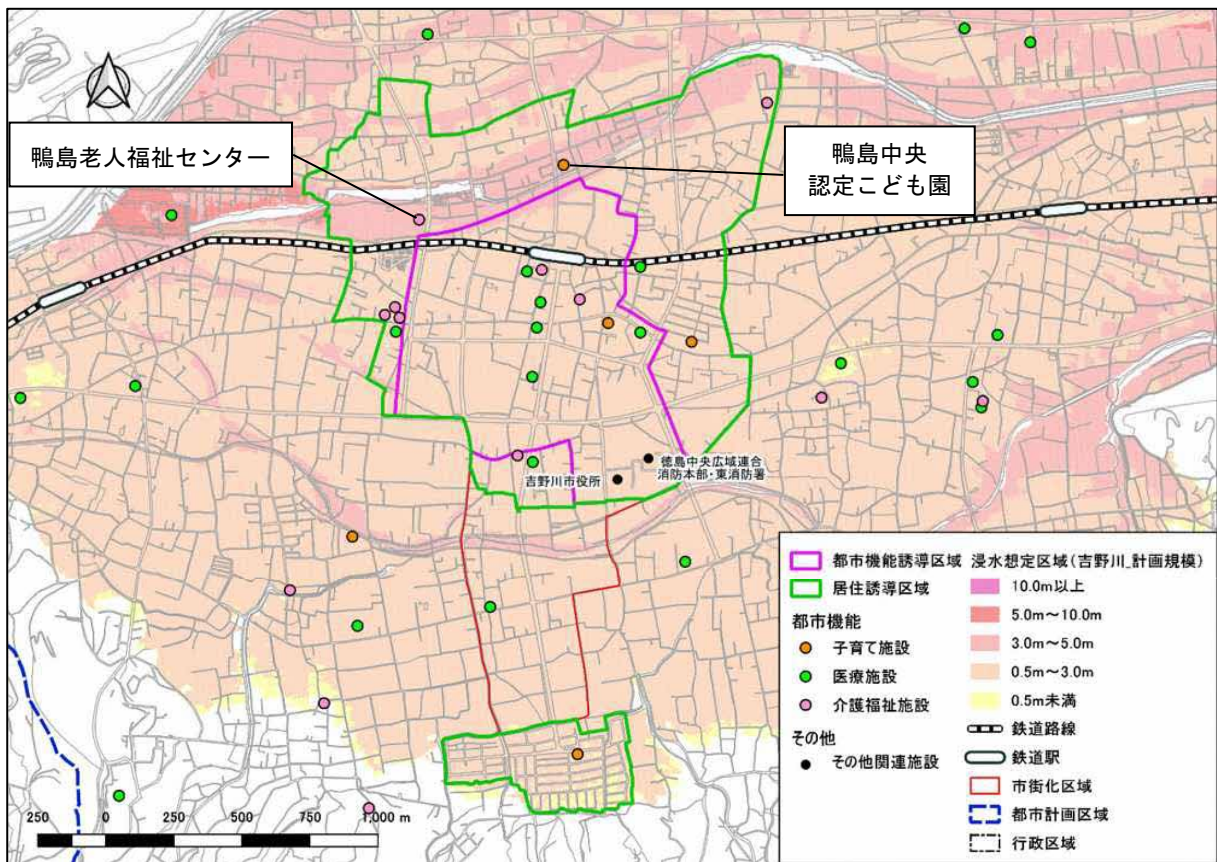 鴨島老人福祉センター
鴨島中央
認定こども園
徳島中央広域連合
消防本部・東消防署
吉野川市役所
都市機能誘導区域
居住誘導区域
都市機能
子育て施設
医療施設
介護福祉施設
その他
その他関連施設
浸水想定区域(吉野川_計画規模)
10.0m以上
5.0m～10.0m
3.0m～5.0m
0.5m～3.0m
0.5m未満
鉄道路線
鉄道駅
市街化区域
都市計画区域
行政区域
250 0 250 500 750 1,000 m